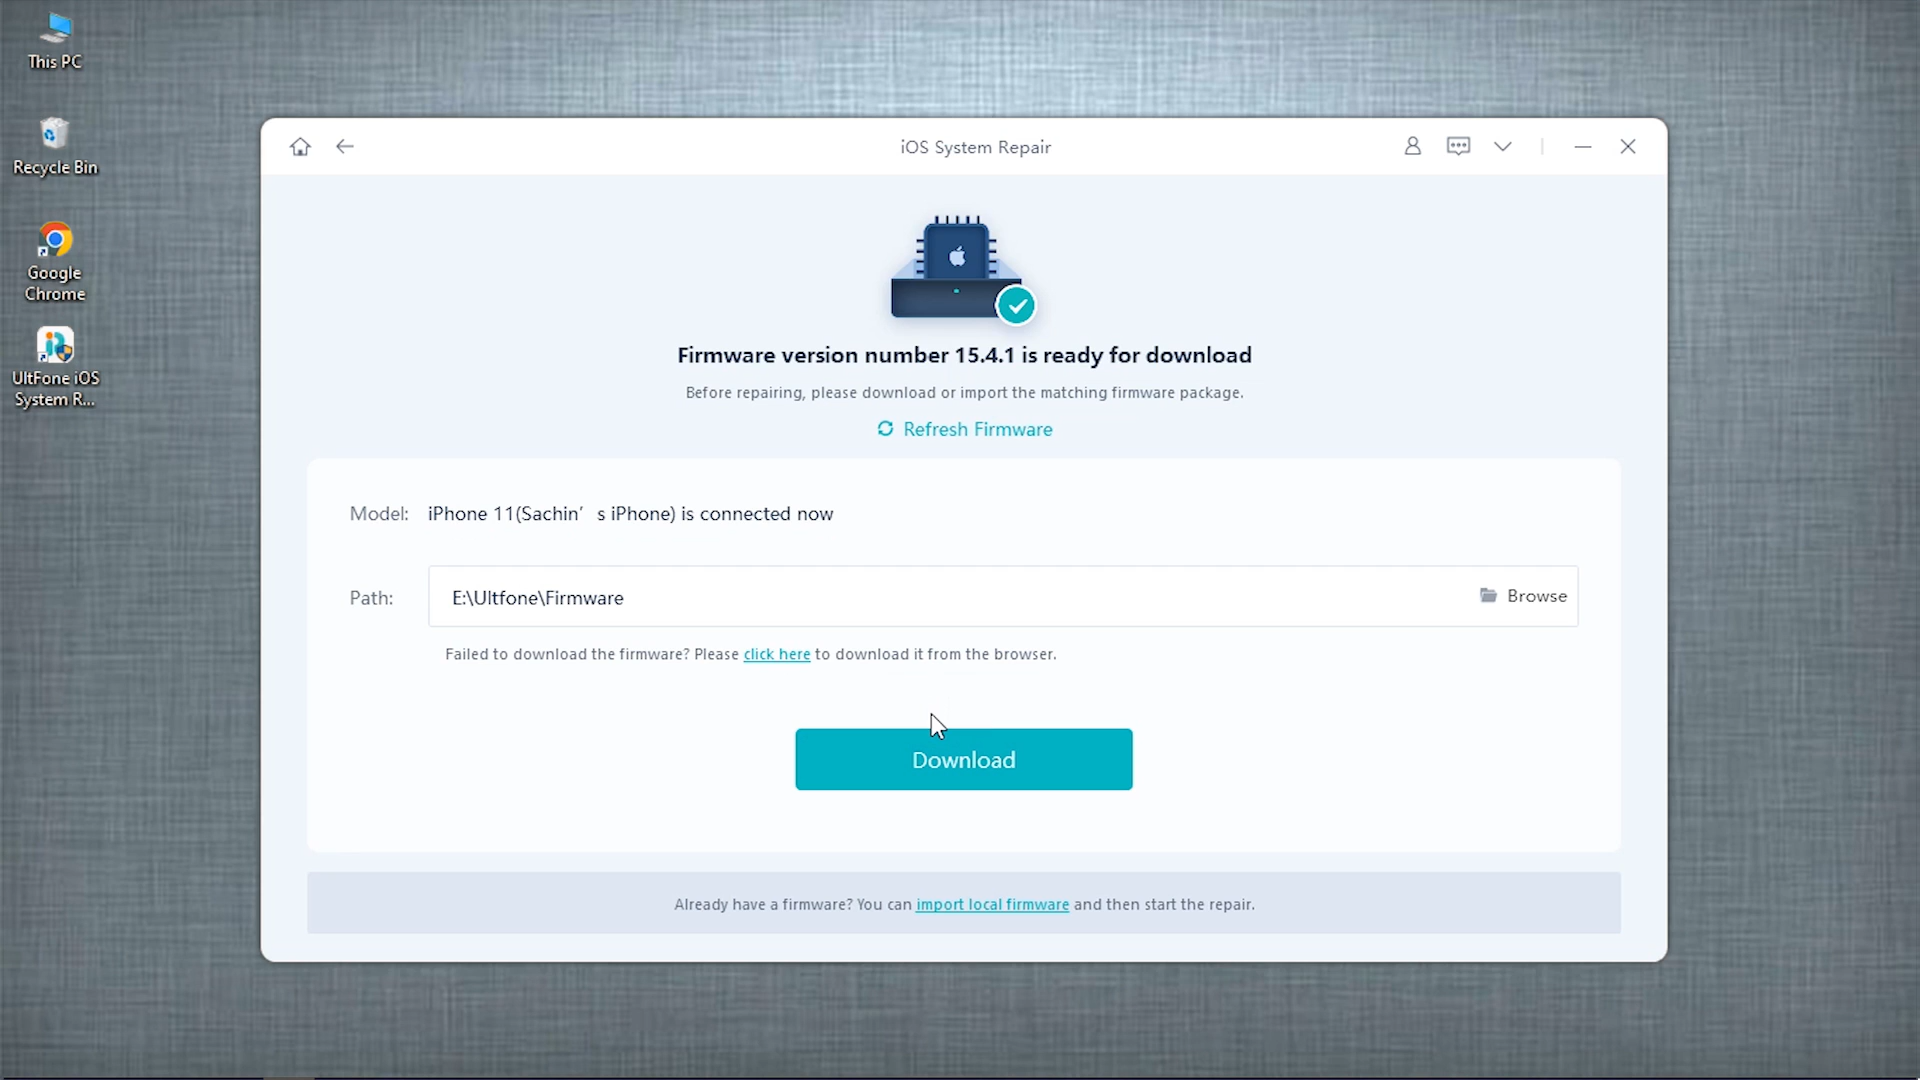 This PC
Recycle Bin
Google
Chrome
UltFone iOS
System R...
iOS System Repair
Firmware version number 15.4.1 is ready for download
Before repairing, please download or import the matching firmware package.
Refresh Firmware
Model: iPhone 11(Sachin’ s iPhone) is connected now
Path: E:\Ultfone\Firmware Browse
Failed to download the firmware? Please click here to download it from the browser.
Download
Already have a firmware? You can import local firmware and then start the repair.